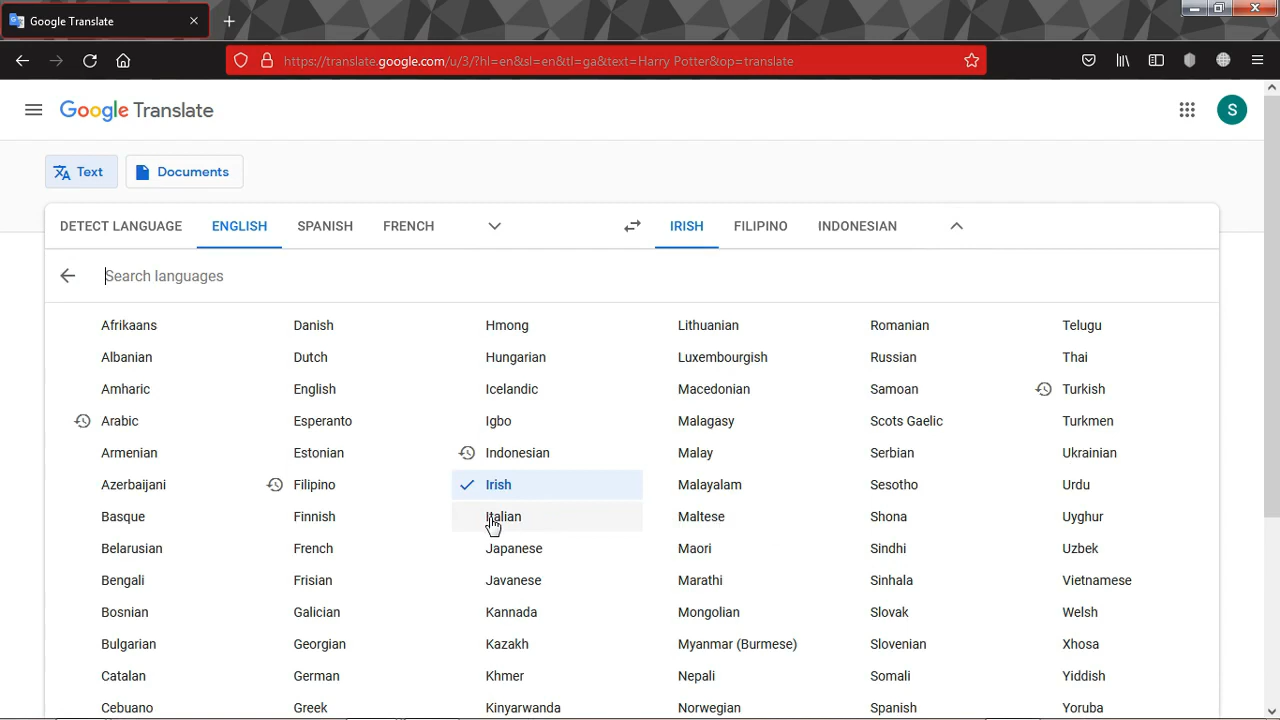 Google Translate
https://translate.google.com/u/3/?hl=en&sl=en&tl=ga&text=Harry Potter&op=translate
Google Translate
S
Text
Documents
DETECT LANGUAGE ENGLISH SPANISH FRENCH IRISH FILIPINO INDONESIAN
Search languages
Afrikaans Danish Hmong Lithuanian Romanian Telugu
Albanian Dutch Hungarian Luxembourgish Russian Thai
Amharic English Icelandic Macedonian Samoan Turkish
Arabic Esperanto Igbo Malagasy Scots Gaelic Turkmen
Armenian Estonian Indonesian Malay Serbian Ukrainian
Azerbaijani Filipino Irish Malayalam Sesotho Urdu
Basque Finnish Italian Maltese Shona Uyghur
Belarusian French Japanese Maori Sindhi Uzbek
Bengali Frisian Javanese Marathi Sinhala Vietnamese
Bosnian Galician Kannada Mongolian Slovak Welsh
Bulgarian Georgian Kazakh Myanmar (Burmese) Slovenian Xhosa
Catalan German Khmer Nepali Somali Yiddish
Cebuano Greek Kinyarwanda Norwegian Spanish Yoruba